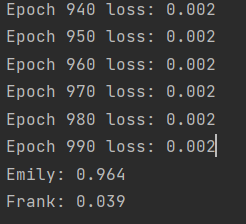 Epoch 940 loss: 0.002
Epoch 950 loss: 0.002
Epoch 960 loss: 0.002
Epoch 970 loss: 0.002
Epoch 980 loss: 0.002
Epoch 990 loss: 0.002
Emily: 0.964
Frank: 0.039